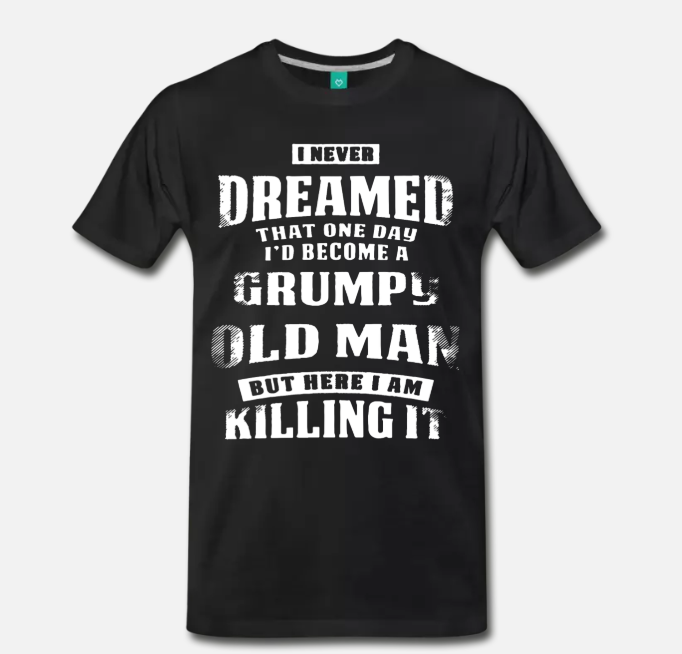 I NEVER
DREAMED
THAT ONE DAY
I'D BECOME A
GRUMPY
OLD MAN
BUT HERE I AM
KILLING IT